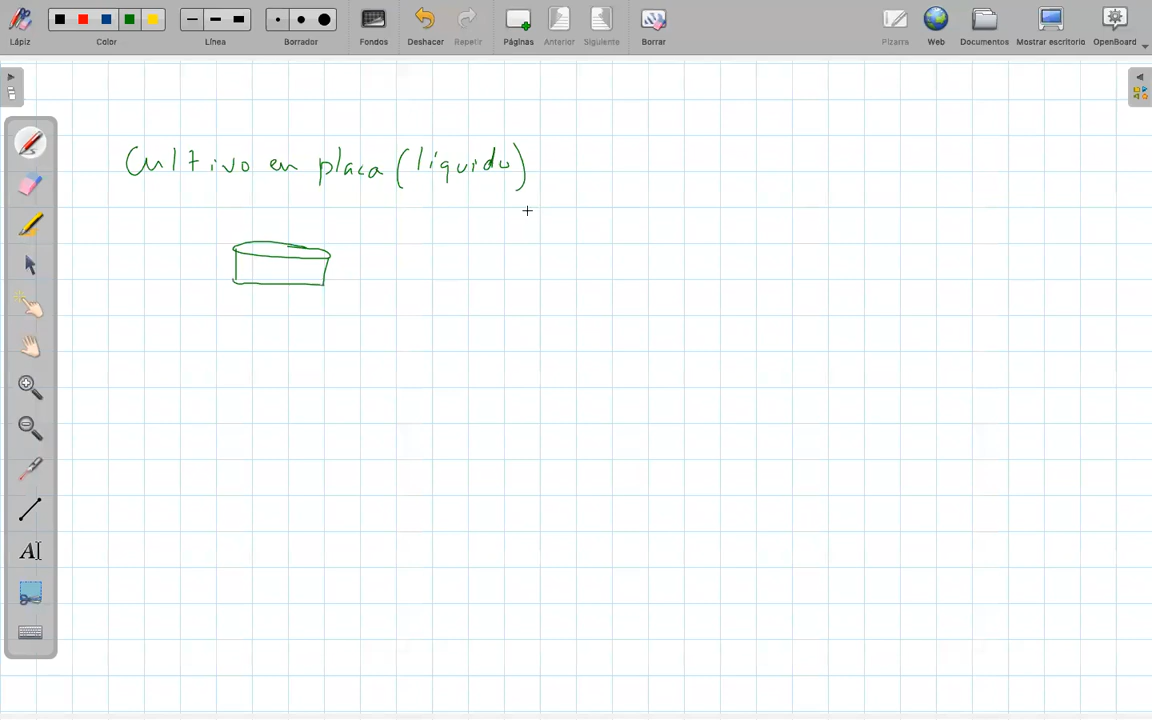 Lápiz Color Línea Borrador Fondos Deshacer Repetir Páginas Anterior Siguiente Borrar Pizarra Web Documentos Mostrar escritorio OpenBoard
Cultivo en placa (líquido)
A